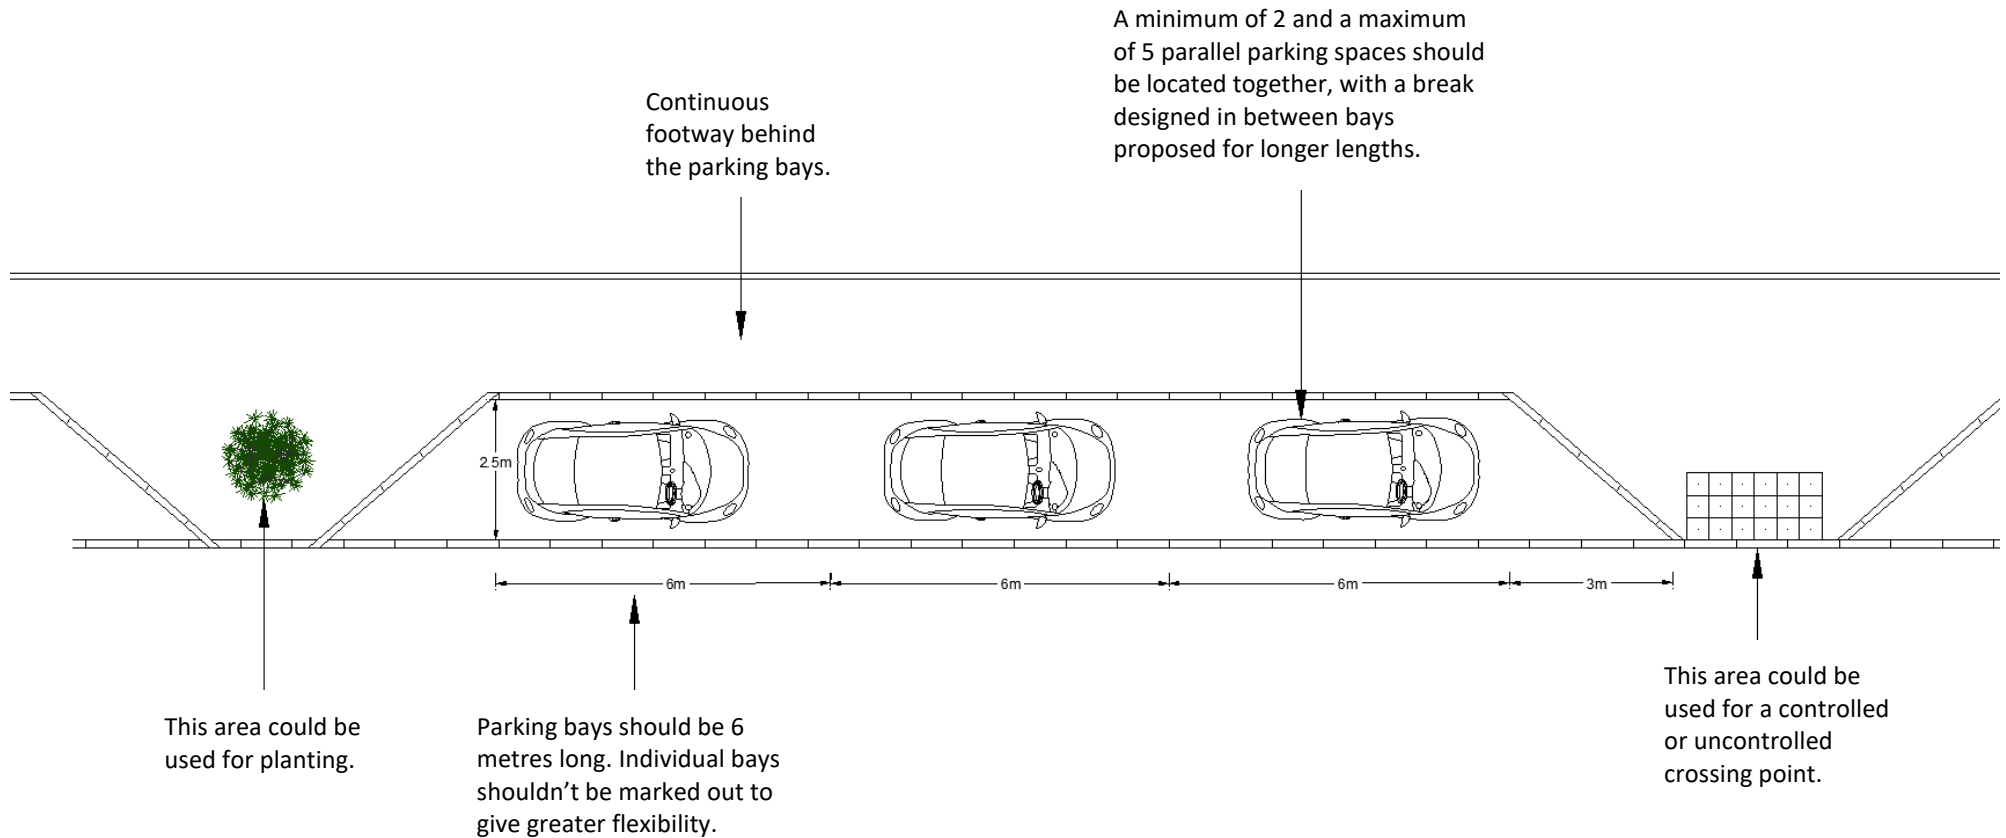 A minimum of 2 and a maximum
of 5 parallel parking spaces should
be located together, with a break
designed in between bays
proposed for longer lengths.
Continuous
footway behind
the parking bays.
2.5m
6m
6m
6m
3m
This area could be
used for planting.
Parking bays should be 6
metres long. Individual bays
shouldn’t be marked out to
give greater flexibility.
This area could be
used for a controlled
or uncontrolled
crossing point.